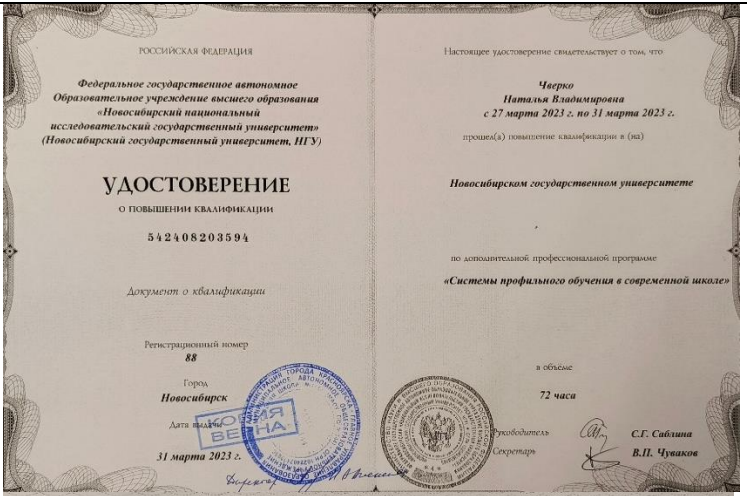 РОССИЙСКАЯ ФЕДЕРАЦИЯ
Федеральное государственное автономное
Образовательное учреждение высшего образования
«Новосибирский национальный
исследовательский государственный университет»
(Новосибирский государственный университет, НГУ)
УДОСТОВЕРЕНИЕ
О ПОВЫШЕНИИ КВАЛИФИКАЦИИ
542408203594
Документ о квалификации
Регистрационный номер
88
Город
Новосибирск
Дата выдачи
31 марта 2023 г.
КОПИЯ
ВЕРНА
Директор
Настоящее удостоверение свидетельствует о том, что
Чверко
Наталья Владимировна
с 27 марта 2023 г. по 31 марта 2023 г.
прошел(а) повышение квалификации в (на)
Новосибирском государственном университете
по дополнительной профессиональной программе
«Системы профильного обучения в современной школе»
в объёме
72 часа
Руководитель
С.Г. Саблина
Секретарь
В.П. Чуваков